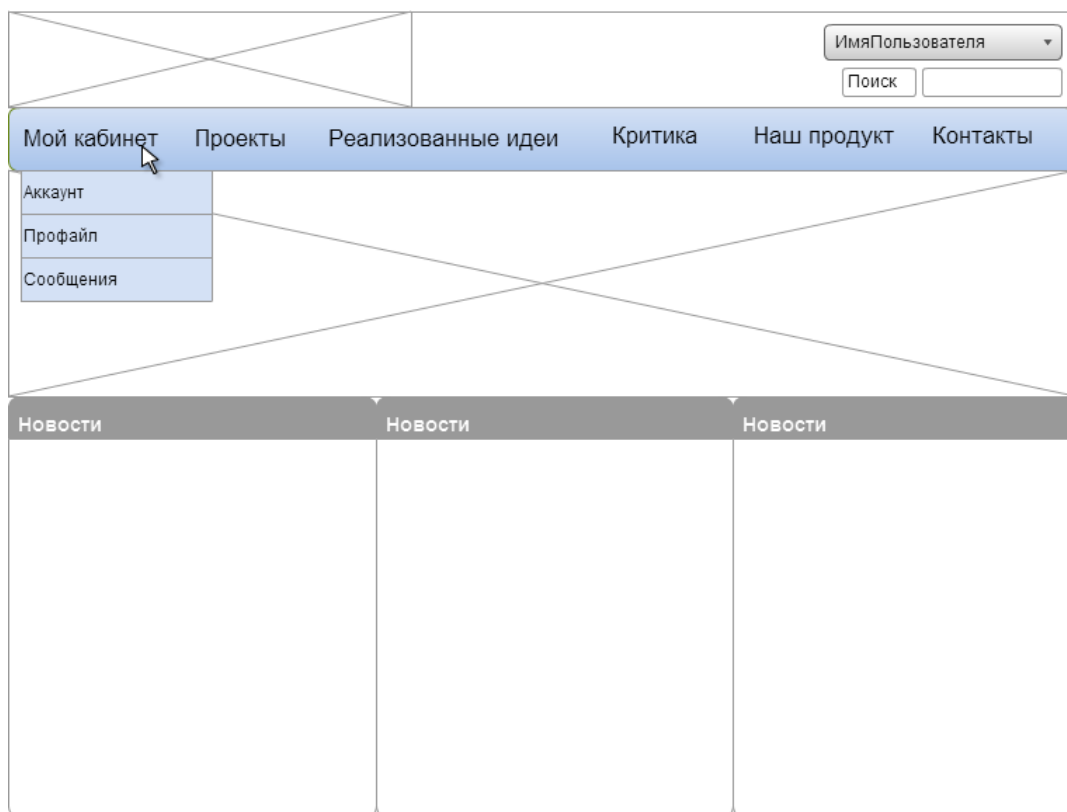 ИмяПользователя
Поиск
Мой кабинет Проекты Реализованные идеи Критика Наш продукт Контакты
Аккаунт
Профайл
Сообщения
Новости Новости Новости